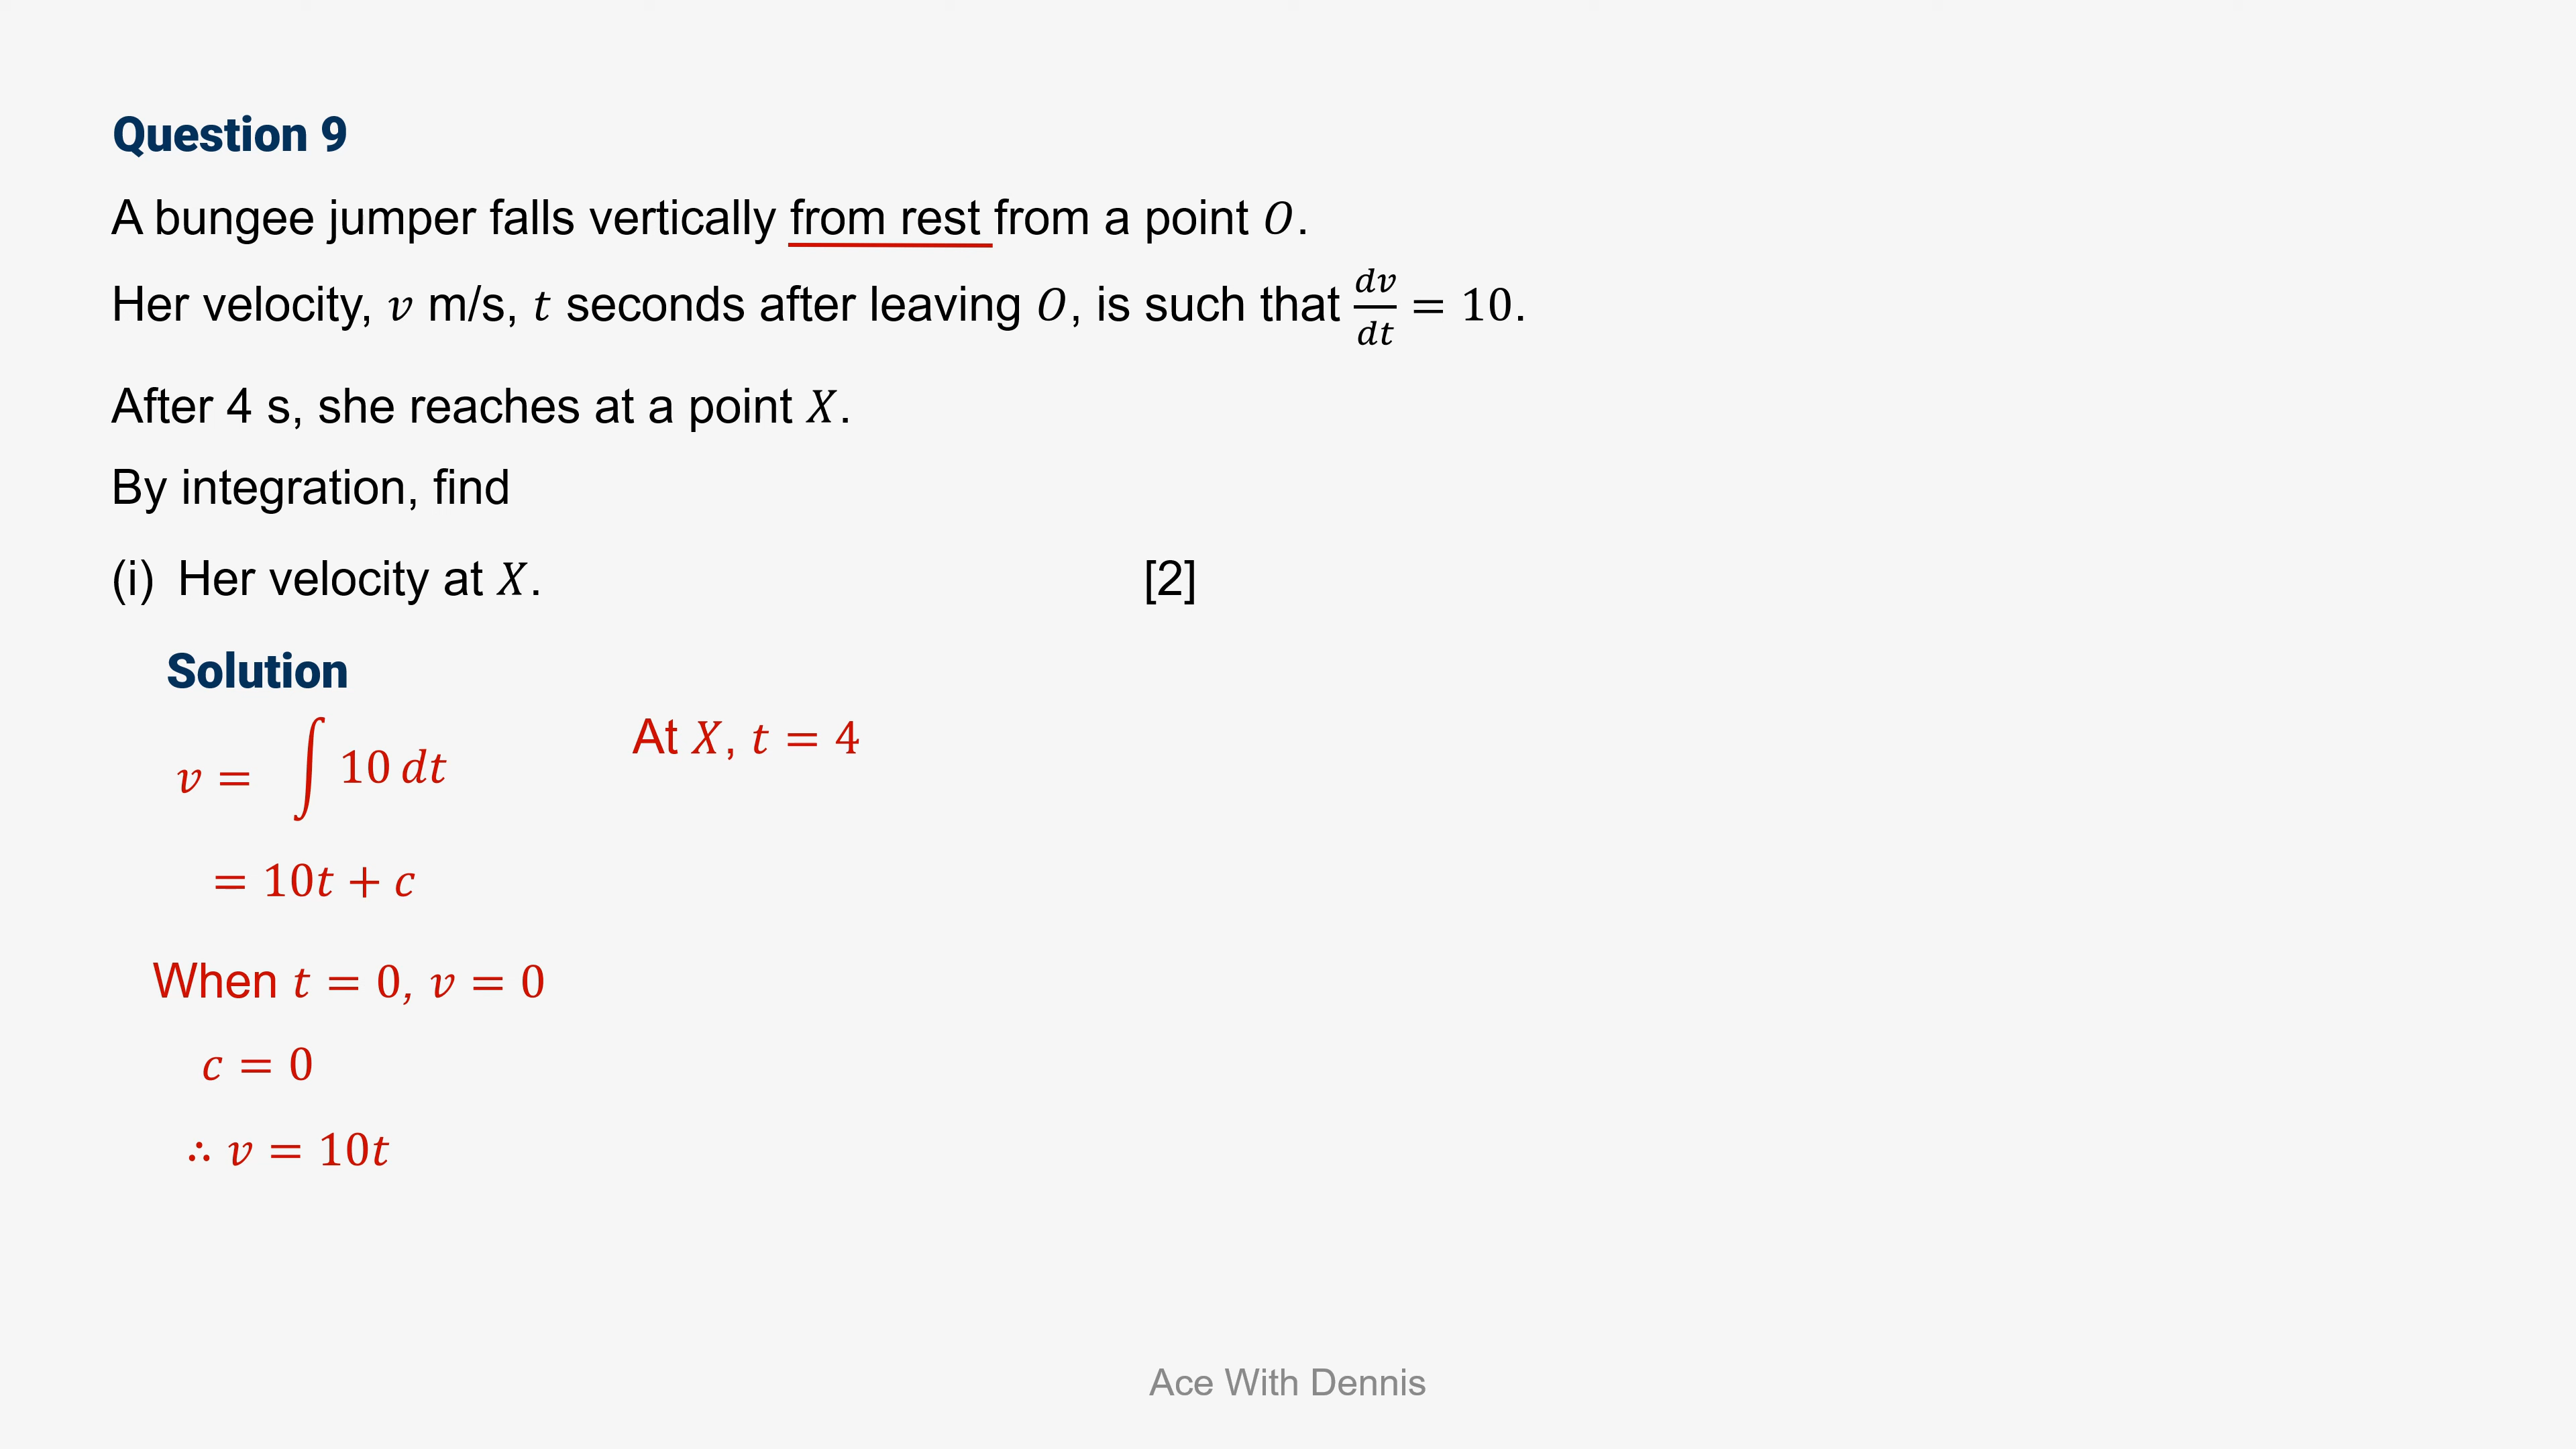 Question 9
A bungee jumper falls vertically from rest from a point O.
Her velocity, v m/s, t seconds after leaving O, is such that dv/dt = 10.
After 4 s, she reaches at a point X.
By integration, find
(i) Her velocity at X. [2]
Solution
v = ∫ 10 dt
= 10t + c
When t = 0, v = 0
c = 0
∴ v = 10t
At X, t = 4
Ace With Dennis